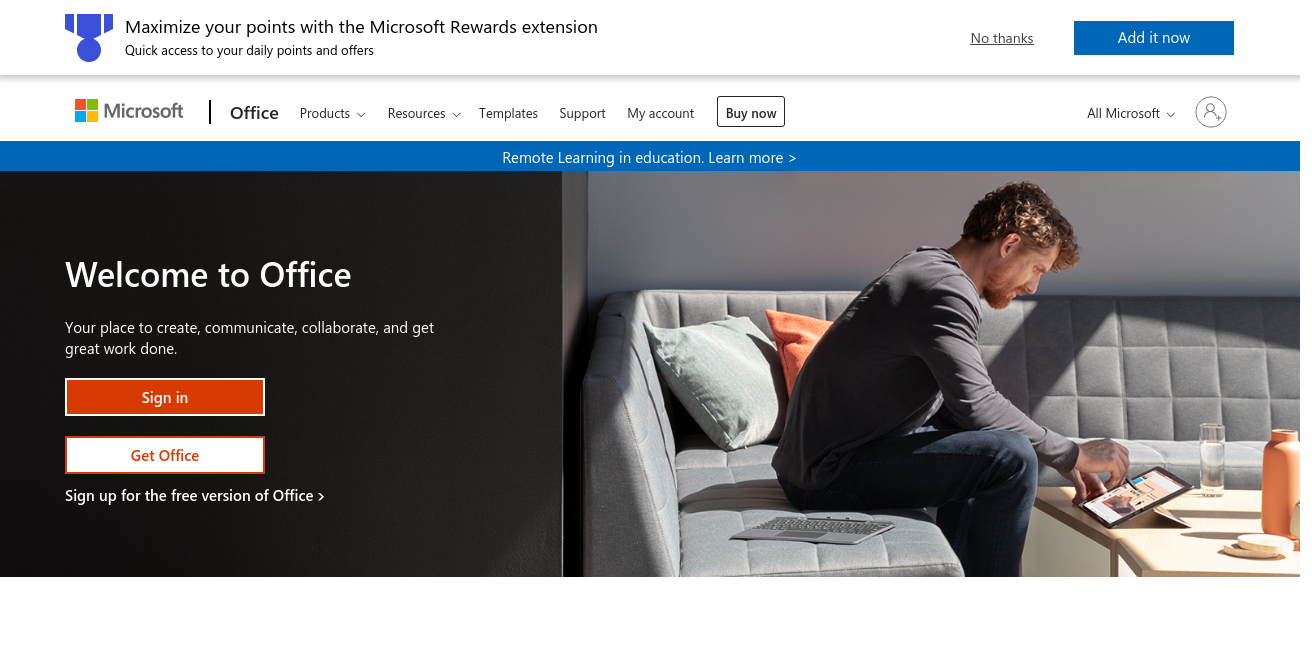 Maximize your points with the Microsoft Rewards extension
Quick access to your daily points and offers
No thanks
Add it now
Microsoft
Office
Products
Resources
Templates
Support
My account
Buy now
All Microsoft
Remote Learning in education. Learn more >
Welcome to Office
Your place to create, communicate, collaborate, and get
great work done.
Sign in
Get Office
Sign up for the free version of Office >